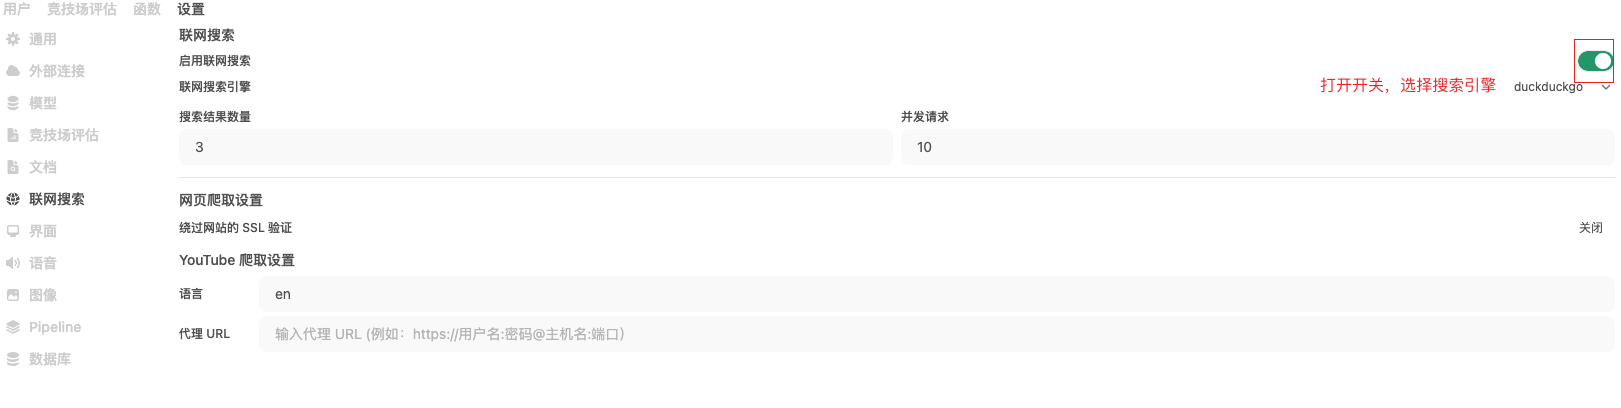 用户 竞技场评估 函数 设置
通用
外部连接
模型
竞技场评估
文档
联网搜索
界面
语音
图像
Pipeline
数据库
联网搜索
启用联网搜索
联网搜索引擎
打开开关，选择搜索引擎 duckduckgo
搜索结果数量 并发请求
3 10
网页爬取设置
绕过网站的 SSL 验证 关闭
YouTube 爬取设置
语言 en
代理 URL 输入代理 URL (例如：https://用户名:密码@主机名:端口)